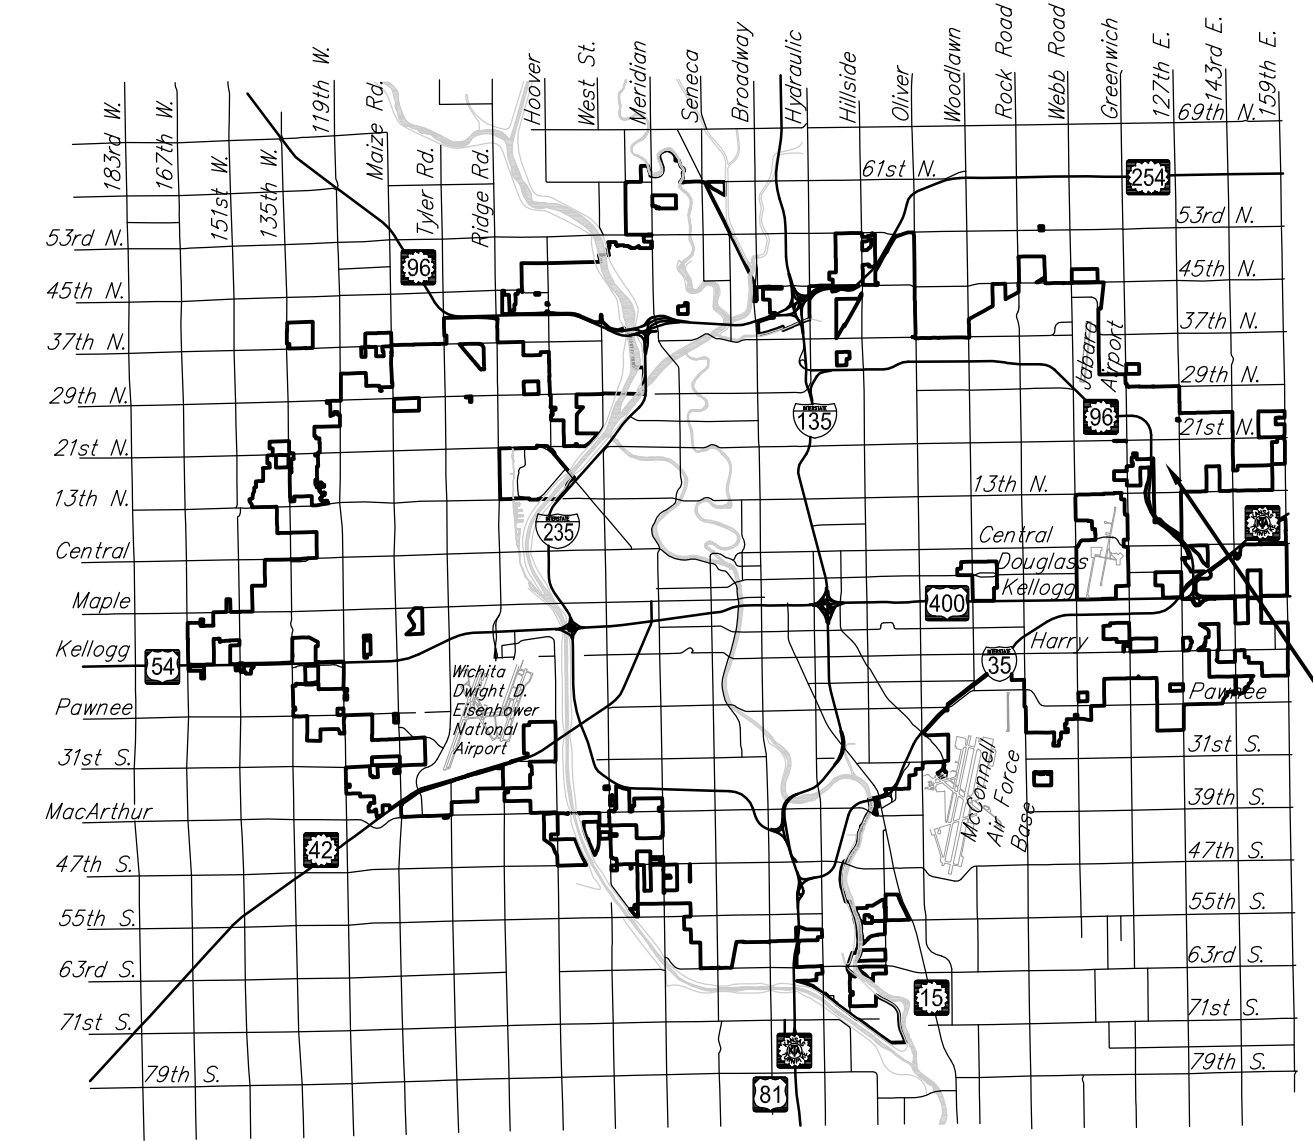 183rd W.
167th W.
151st W.
135th W.
119th W.
Maize Rd.
Tyler Rd.
Ridge Rd.
Hoover
West St.
Meridian
Seneca
Broadway
Hydraulic
Hillside
Oliver
Woodlawn
Rock Road
Webb Road
Greenwich
127th E.
143rd E.
159th E.
69th N.
61st N.
254
53rd N.
53rd N.
96
45th N.
45th N.
37th N.
37th N.
Jabara
Airport
29th N.
29th N.
INTERSTATE
135
96
21st N.
21st N.
13th N.
13th N.
INTERSTATE
235
Central
Central
Douglass
Kellogg
Maple
400
Kellogg
54
Harry
INTERSTATE
35
Wichita
Dwight D.
Eisenhower
National
Airport
Pawnee
Pawnee
31st S.
31st S.
McConnell
Air Force
Base
MacArthur
39th S.
42
47th S.
47th S.
55th S.
55th S.
63rd S.
63rd S.
15
71st S.
71st S.
79th S.
79th S.
81